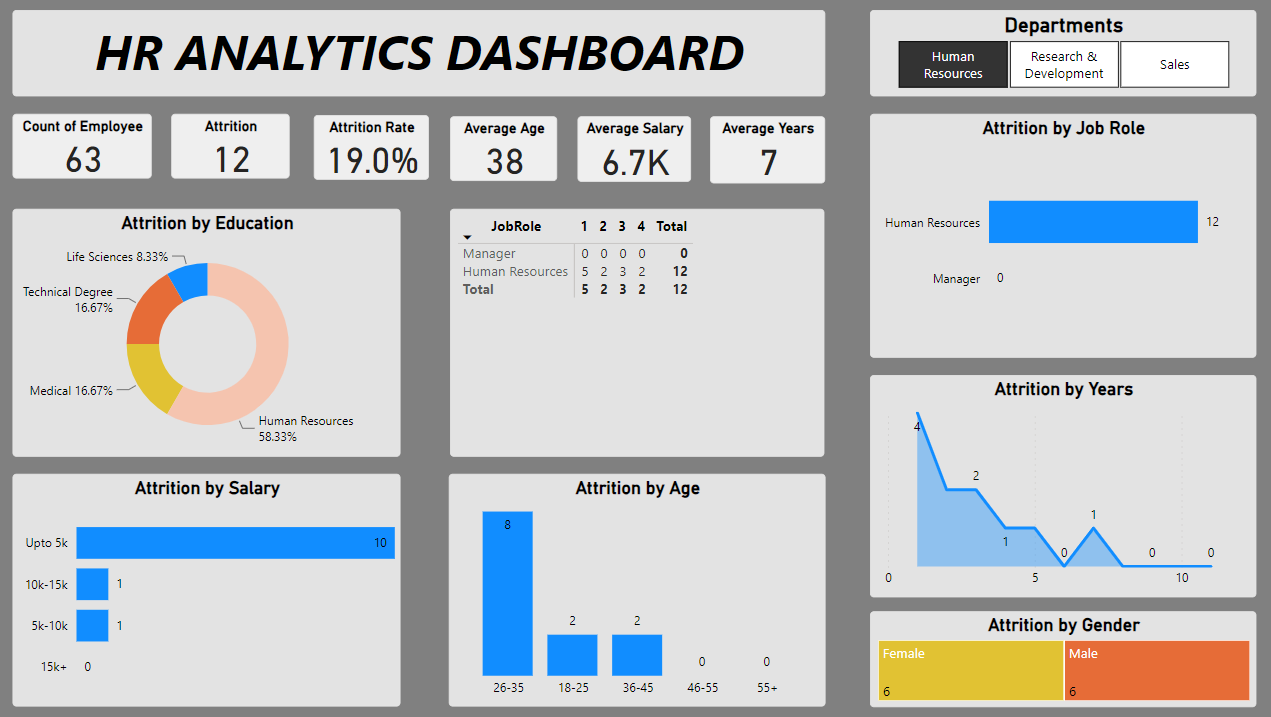 HR ANALYTICS DASHBOARD
Departments
Human
Resources
Research &
Development
Sales
Count of Employee
63
Attrition
12
Attrition Rate
19.0%
Average Age
38
Average Salary
6.7K
Average Years
7
Attrition by Education
Life Sciences 8.33%
Technical Degree
16.67%
Medical 16.67%
Human Resources
58.33%
JobRole 1 2 3 4 Total
Manager 0 0 0 0 0
Human Resources 5 2 3 2 12
Total 5 2 3 2 12
Attrition by Job Role
Human Resources 12
Manager 0
Attrition by Years
4
2
1
0
1
0
0
0 5 10
Attrition by Salary
Upto 5k 10
10k-15k 1
5k-10k 1
15k+ 0
Attrition by Age
8
2
2
0
0
26-35 18-25 36-45 46-55 55+
Attrition by Gender
Female
6
Male
6